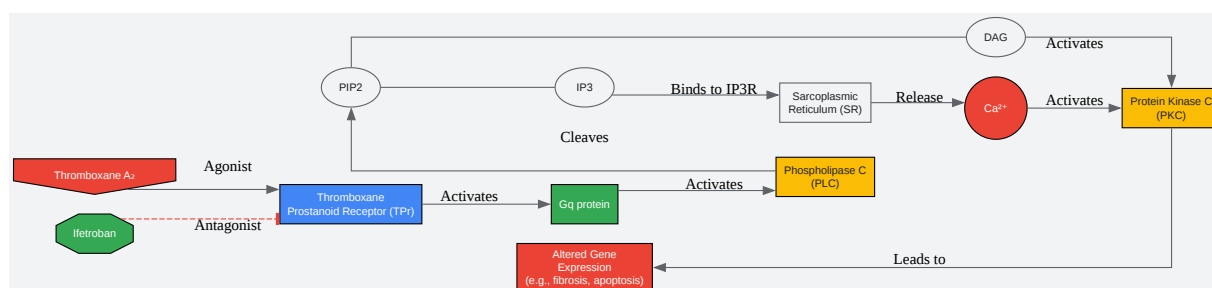 DAG
Activates
PIP2
IP3
Binds to IP3R
Sarcoplasmic
Reticulum (SR)
Release
Ca²⁺
Activates
Protein Kinase C
(PKC)
Cleaves
Thromboxane A₂
Agonist
Phospholipase C
(PLC)
Thromboxane
Prostanoid Receptor (TPr)
Activates
Gq protein
Activates
Ifetroban
Antagonist
Altered Gene
Expression
(e.g., fibrosis, apoptosis)
Leads to